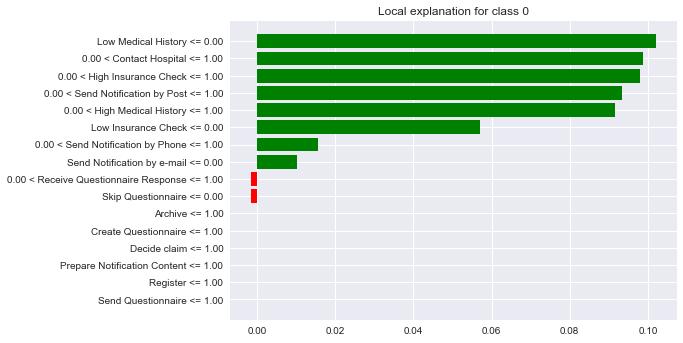 Local explanation for class 0
Low Medical History <= 0.00
0.00 < Contact Hospital <= 1.00
0.00 < High Insurance Check <= 1.00
0.00 < Send Notification by Post <= 1.00
0.00 < High Medical History <= 1.00
Low Insurance Check <= 0.00
0.00 < Send Notification by Phone <= 1.00
Send Notification by e-mail <= 0.00
0.00 < Receive Questionnaire Response <= 1.00
Skip Questionnaire <= 0.00
Archive <= 1.00
Create Questionnaire <= 1.00
Decide claim <= 1.00
Prepare Notification Content <= 1.00
Register <= 1.00
Send Questionnaire <= 1.00
0.00 0.02 0.04 0.06 0.08 0.10